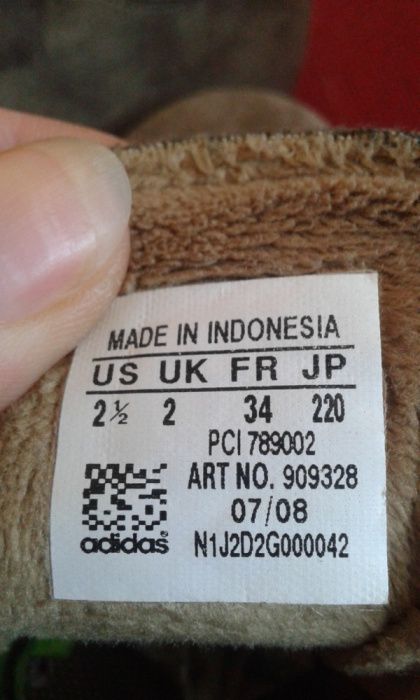 MADE IN INDONESIA
US UK FR JP
2½ 2 34 220
PCI 789002
ART NO. 909328
07/08
adidas® N1J2D2G000042